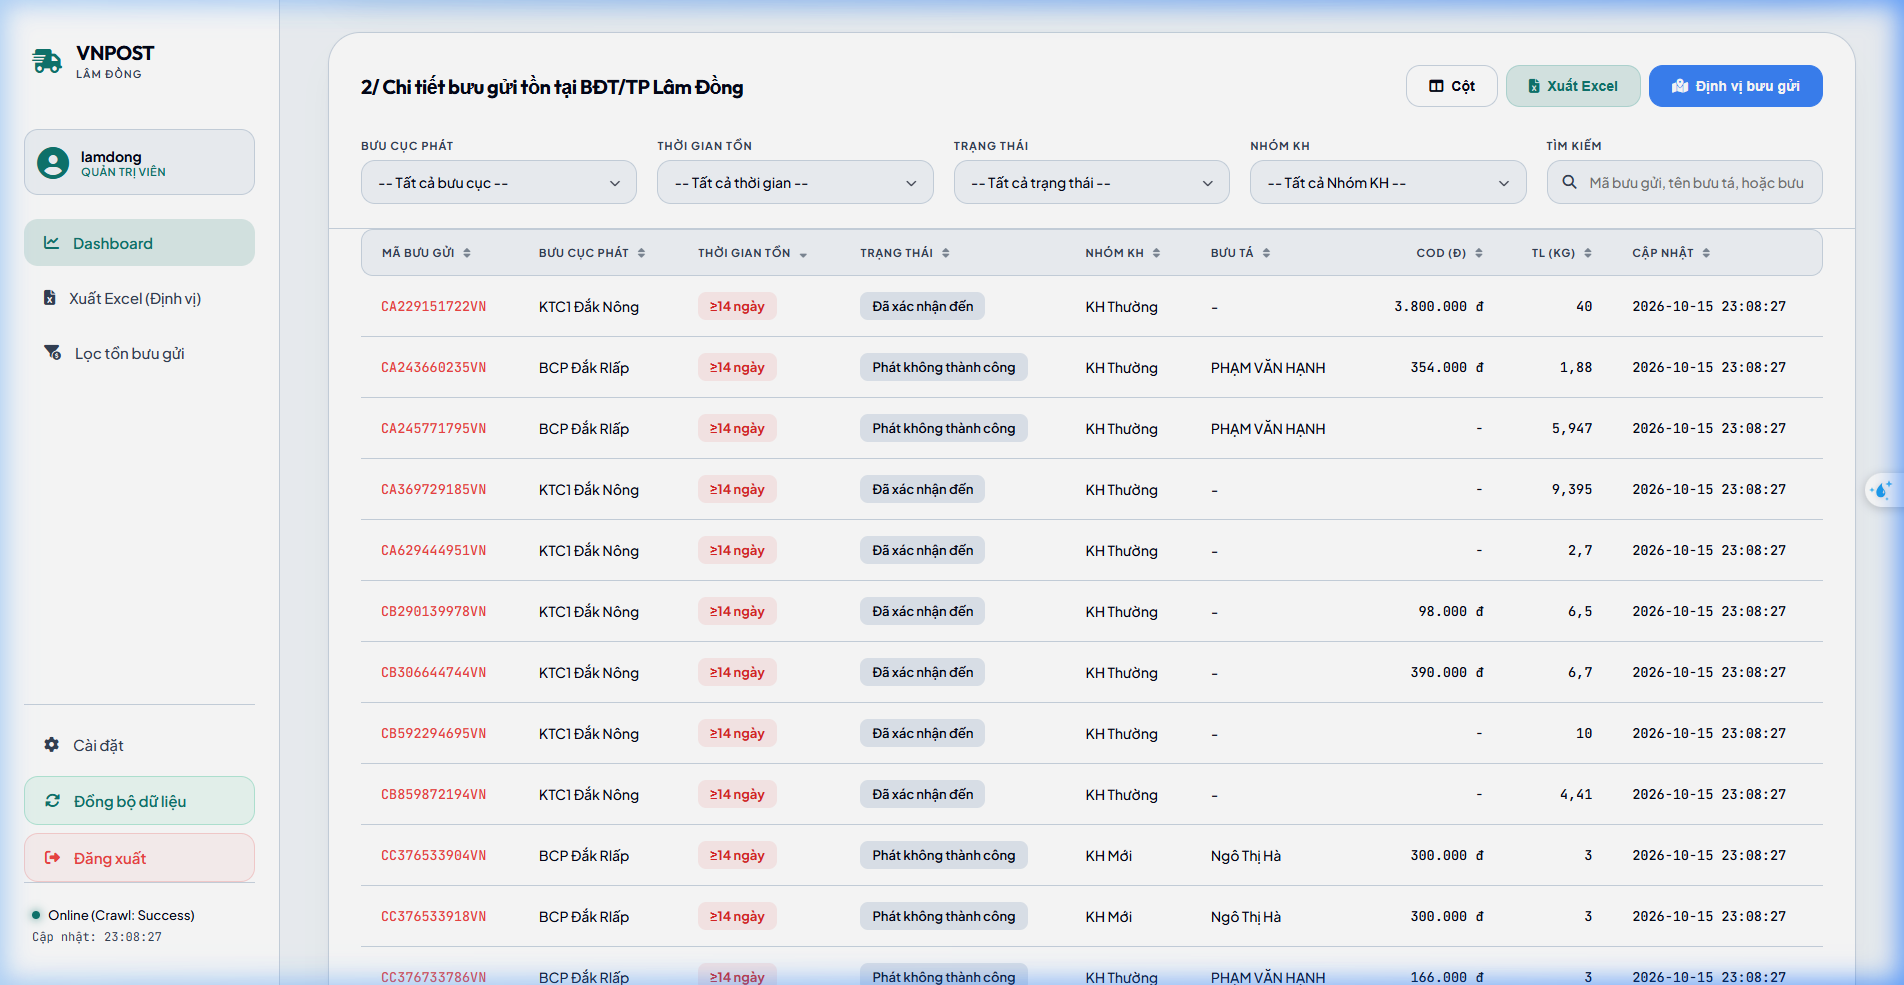 VNPOST
LÂM ĐỒNG
lamdong
QUẢN TRỊ VIÊN
Dashboard
Xuất Excel (Định vị)
Lọc tồn bưu gửi
Cài đặt
Đồng bộ dữ liệu
Đăng xuất
Online (Crawl: Success)
Cập nhật: 23:08:27
2/ Chi tiết bưu gửi tồn tại BĐT/TP Lâm Đồng
Cột
Xuất Excel
Định vị bưu gửi
BƯU CỤC PHÁT THỜI GIAN TỒN TRẠNG THÁI NHÓM KH TÌM KIẾM
-- Tất cả bưu cục -- -- Tất cả thời gian -- -- Tất cả trạng thái -- -- Tất cả Nhóm KH -- Mã bưu gửi, tên bưu tá, hoặc bưu
MÃ BƯU GỬI BƯU CỤC PHÁT THỜI GIAN TỒN TRẠNG THÁI NHÓM KH BƯU TÁ COD (Đ) TL (KG) CẬP NHẬT
CA229151722VN KTC1 Đắk Nông ≥14 ngày Đã xác nhận đến KH Thường - 3.800.000 đ 40 2026-10-15 23:08:27
CA243660235VN BCP Đắk Rlấp ≥14 ngày Phát không thành công KH Thường PHẠM VĂN HẠNH 354.000 đ 1,88 2026-10-15 23:08:27
CA245771795VN BCP Đắk Rlấp ≥14 ngày Phát không thành công KH Thường PHẠM VĂN HẠNH - 5,947 2026-10-15 23:08:27
CA369729185VN KTC1 Đắk Nông ≥14 ngày Đã xác nhận đến KH Thường - - 9,395 2026-10-15 23:08:27
CA629444951VN KTC1 Đắk Nông ≥14 ngày Đã xác nhận đến KH Thường - - 2,7 2026-10-15 23:08:27
CB290139978VN KTC1 Đắk Nông ≥14 ngày Đã xác nhận đến KH Thường - 98.000 đ 6,5 2026-10-15 23:08:27
CB306644744VN KTC1 Đắk Nông ≥14 ngày Đã xác nhận đến KH Thường - 390.000 đ 6,7 2026-10-15 23:08:27
CB592294695VN KTC1 Đắk Nông ≥14 ngày Đã xác nhận đến KH Thường - - 10 2026-10-15 23:08:27
CB859872194VN KTC1 Đắk Nông ≥14 ngày Đã xác nhận đến KH Thường - - 4,41 2026-10-15 23:08:27
CC376533904VN BCP Đắk Rlấp ≥14 ngày Phát không thành công KH Mới Ngô Thị Hà 300.000 đ 3 2026-10-15 23:08:27
CC376533918VN BCP Đắk Rlấp ≥14 ngày Phát không thành công KH Mới Ngô Thị Hà 300.000 đ 3 2026-10-15 23:08:27
CC376733786VN BCP Đắk Rlấp ≥14 ngày Phát không thành công KH Thường PHẠM VĂN HẠNH 166.000 đ 3 2026-10-15 23:08:27